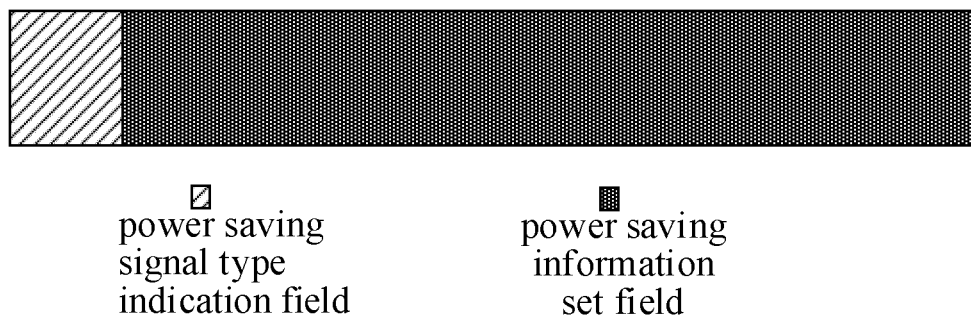 power saving
signal type
indication field
power saving
information
set field